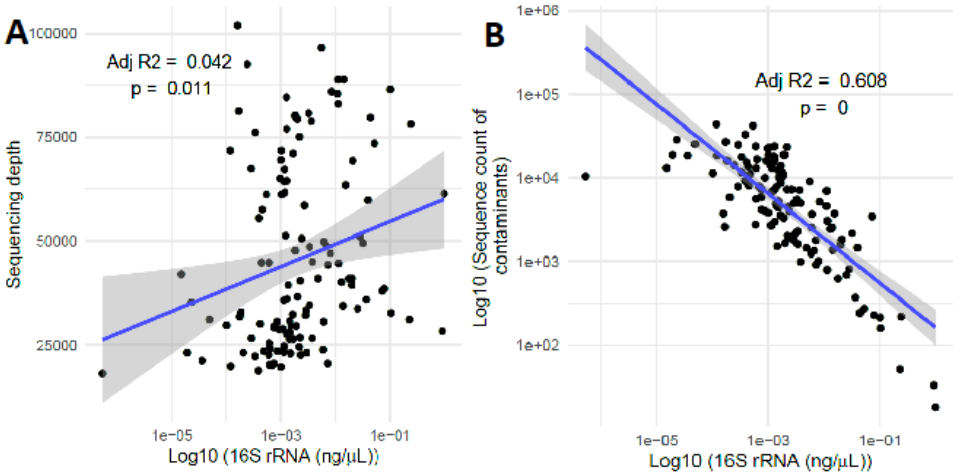 A
Adj R2 = 0.042
p = 0.011
Sequencing depth
100000
75000
50000
25000
1e-05
1e-03
1e-01
Log10 (16S rRNA (ng/μL))
B
Adj R2 = 0.608
p = 0
Log10 (Sequence count of
contaminants)
1e+06
1e+05
1e+04
1e+03
1e+02
1e-05
1e-03
1e-01
Log10 (16S rRNA (ng/μL))